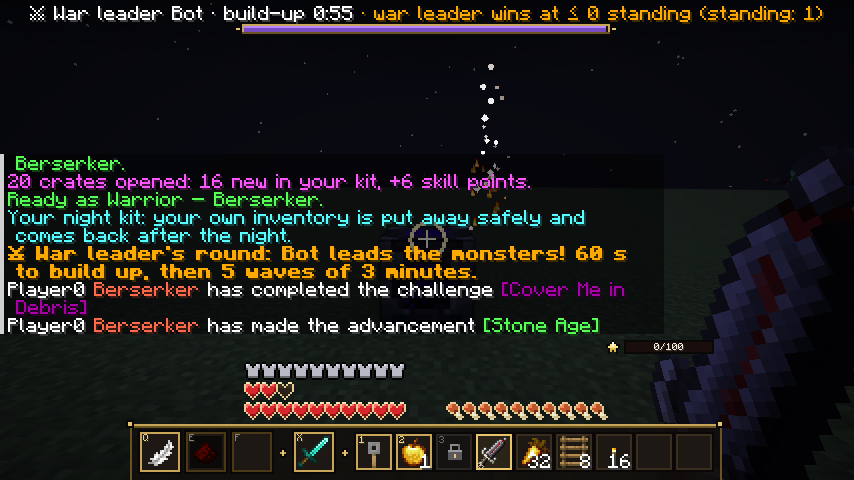 ⚔ War leader Bot · build-up 0:55 · war leader wins at ≤ 0 standing (standing: 1)
Berserker.
20 crates opened: 16 new in your kit, +6 skill points.
Ready as Warrior – Berserker.
Your night kit: your own inventory is put away safely and
comes back after the night.
⚔ War leader's round: Bot leads the monsters! 60 s
to build up, then 5 waves of 3 minutes.
Player0 Berserker has completed the challenge [Cover Me in
Debris]
Player0 Berserker has made the advancement [Stone Age]
0/100
Q E F X 1 2 1 3 32 8 16